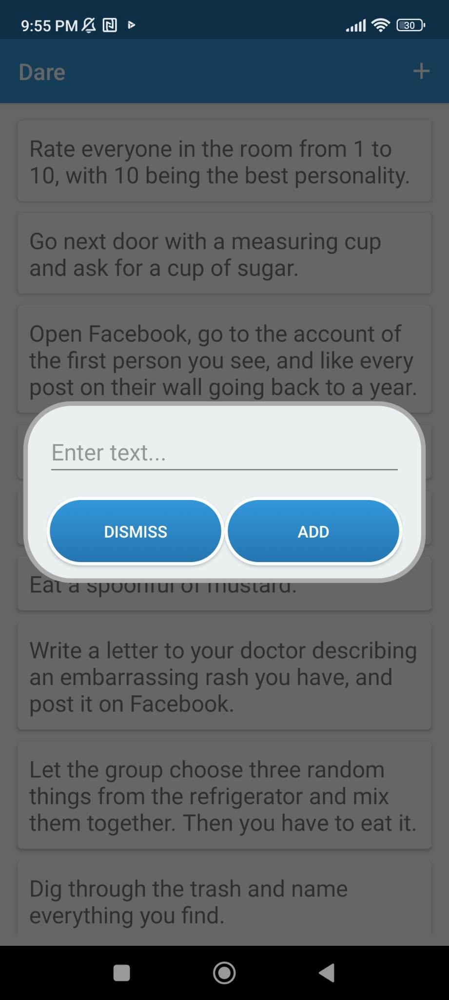 9:55 PM
30
Dare
Rate everyone in the room from 1 to
10, with 10 being the best personality.
Go next door with a measuring cup
and ask for a cup of sugar.
Open Facebook, go to the account of
the first person you see, and like every
post on their wall going back to a year.
Enter text...
DISMISS
ADD
Eat a spoonful of mustard.
Write a letter to your doctor describing
an embarrassing rash you have, and
post it on Facebook.
Let the group choose three random
things from the refrigerator and mix
them together. Then you have to eat it.
Dig through the trash and name
everything you find.